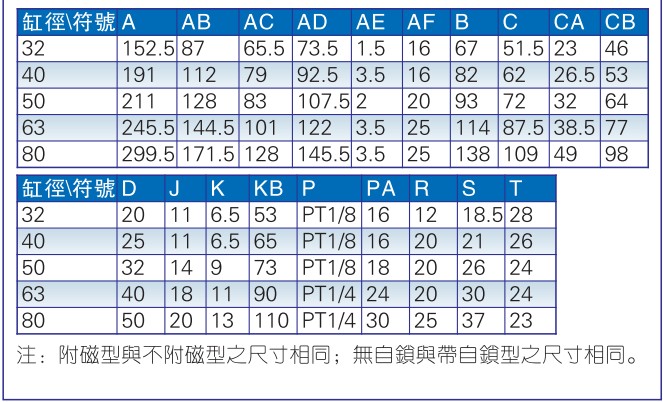 缸徑\符號 A AB AC AD AE AF B C CA CB
32 152.5 87 65.5 73.5 1.5 16 67 51.5 23 46
40 191 112 79 92.5 3.5 16 82 62 26.5 53
50 211 128 83 107.5 2 20 93 72 32 64
63 245.5 144.5 101 122 3.5 25 114 87.5 38.5 77
80 299.5 171.5 128 145.5 3.5 25 138 109 49 98
缸徑\符號 D J K KB P PA R S T
32 20 11 6.5 53 PT1/8 16 12 18.5 28
40 25 11 6.5 65 PT1/8 16 20 21 26
50 32 14 9 73 PT1/8 18 20 26 24
63 40 18 11 90 PT1/4 24 20 30 24
80 50 20 13 110 PT1/4 30 25 37 23
注: 附磁型與不附磁型之尺寸相同; 無自鎖與帶自鎖型之尺寸相同。